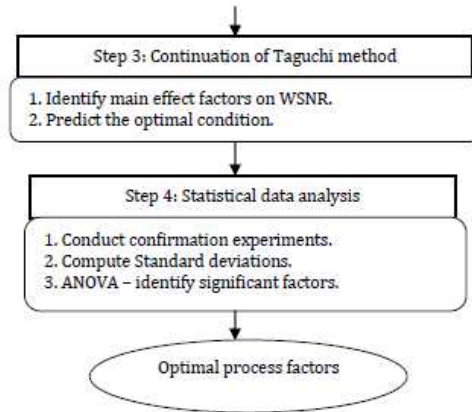 Step 3: Continuation of Taguchi method
1. Identify main effect factors on WSNR.
2. Predict the optimal condition.
Step 4: Statistical data analysis
1. Conduct confirmation experiments.
2. Compute Standard deviations.
3. ANOVA – identify significant factors.
Optimal process factors